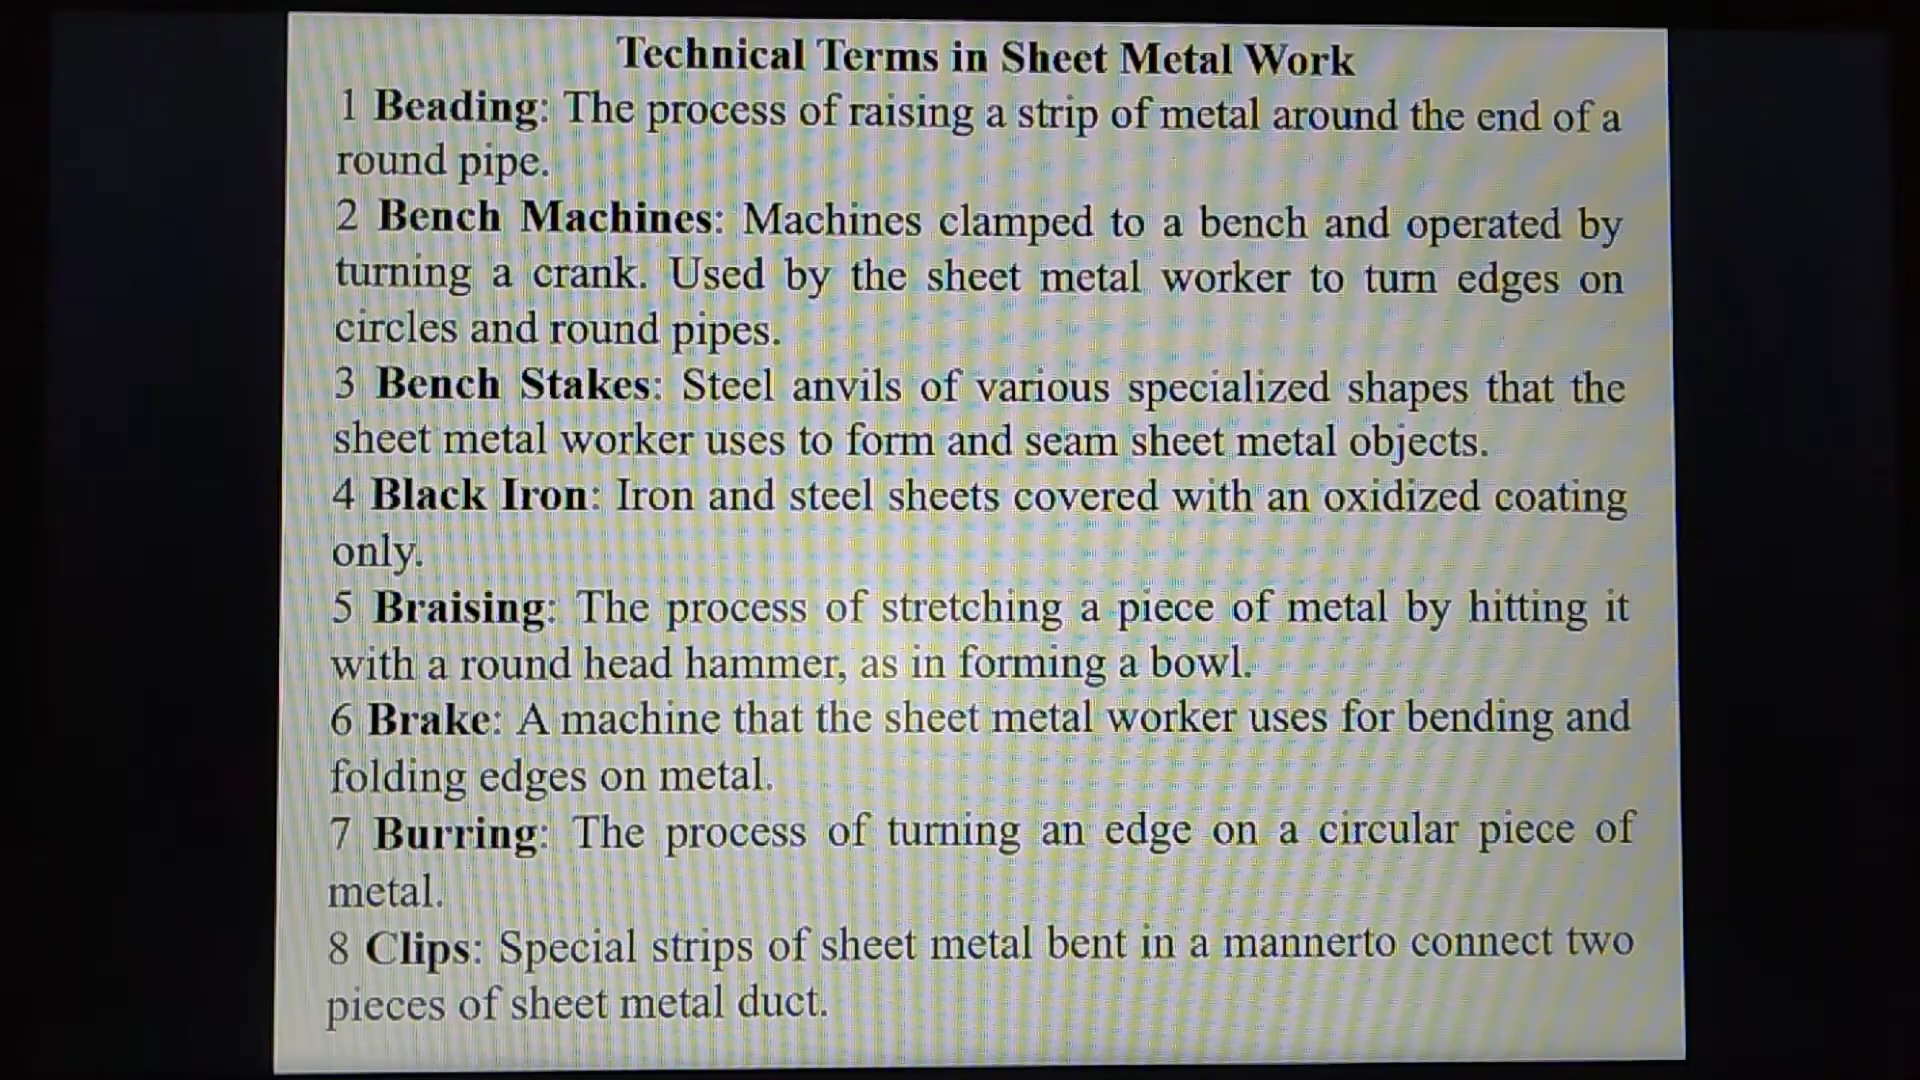 Technical Terms in Sheet Metal Work
1 Beading: The process of raising a strip of metal around the end of a
round pipe.
2 Bench Machines: Machines clamped to a bench and operated by
turning a crank. Used by the sheet metal worker to turn edges on
circles and round pipes.
3 Bench Stakes: Steel anvils of various specialized shapes that the
sheet metal worker uses to form and seam sheet metal objects.
4 Black Iron: Iron and steel sheets covered with an oxidized coating
only.
5 Braising: The process of stretching a piece of metal by hitting it
with a round head hammer, as in forming a bowl.
6 Brake: A machine that the sheet metal worker uses for bending and
folding edges on metal.
7 Burring: The process of turning an edge on a circular piece of
metal.
8 Clips: Special strips of sheet metal bent in a mannerto connect two
pieces of sheet metal duct.